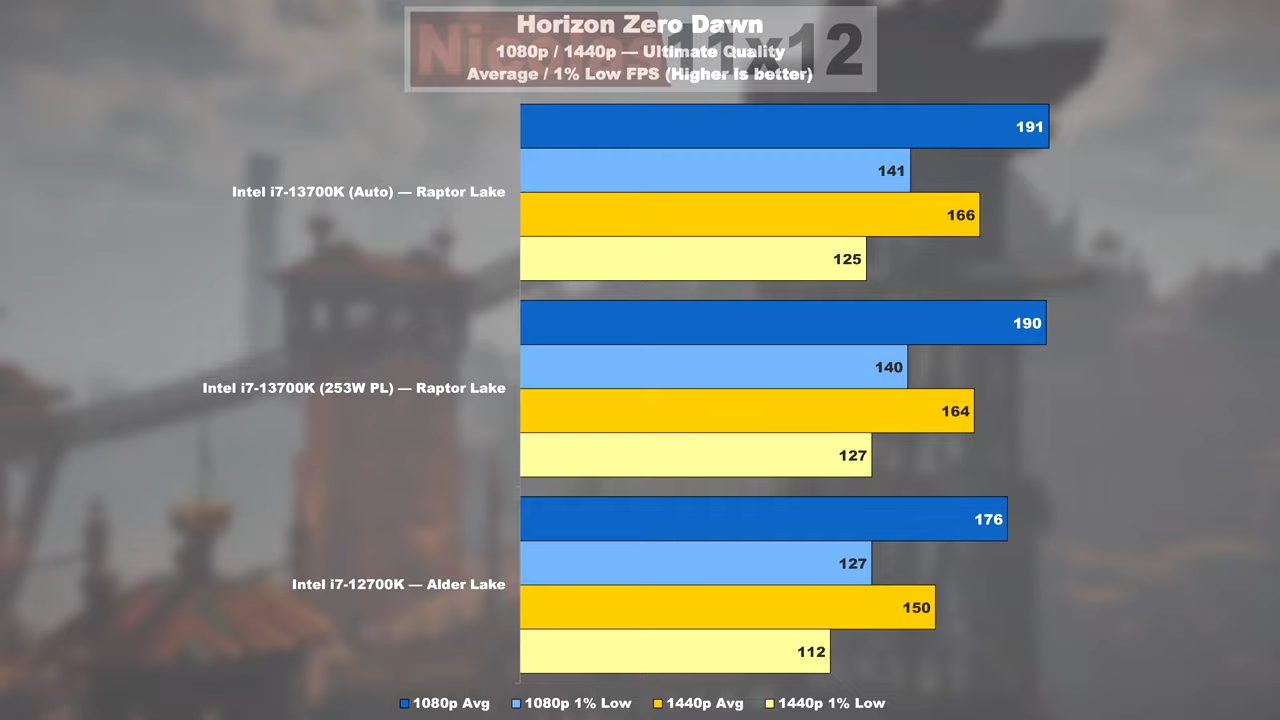 Horizon Zero Dawn
1080p / 1440p — Ultimate Quality
Average / 1% Low FPS (Higher is better)
11x12
191
141
Intel i7-13700K (Auto) — Raptor Lake
166
125
190
140
Intel i7-13700K (253W PL) — Raptor Lake
164
127
176
127
Intel i7-12700K — Alder Lake
150
112
1080p Avg 1080p 1% Low 1440p Avg 1440p 1% Low